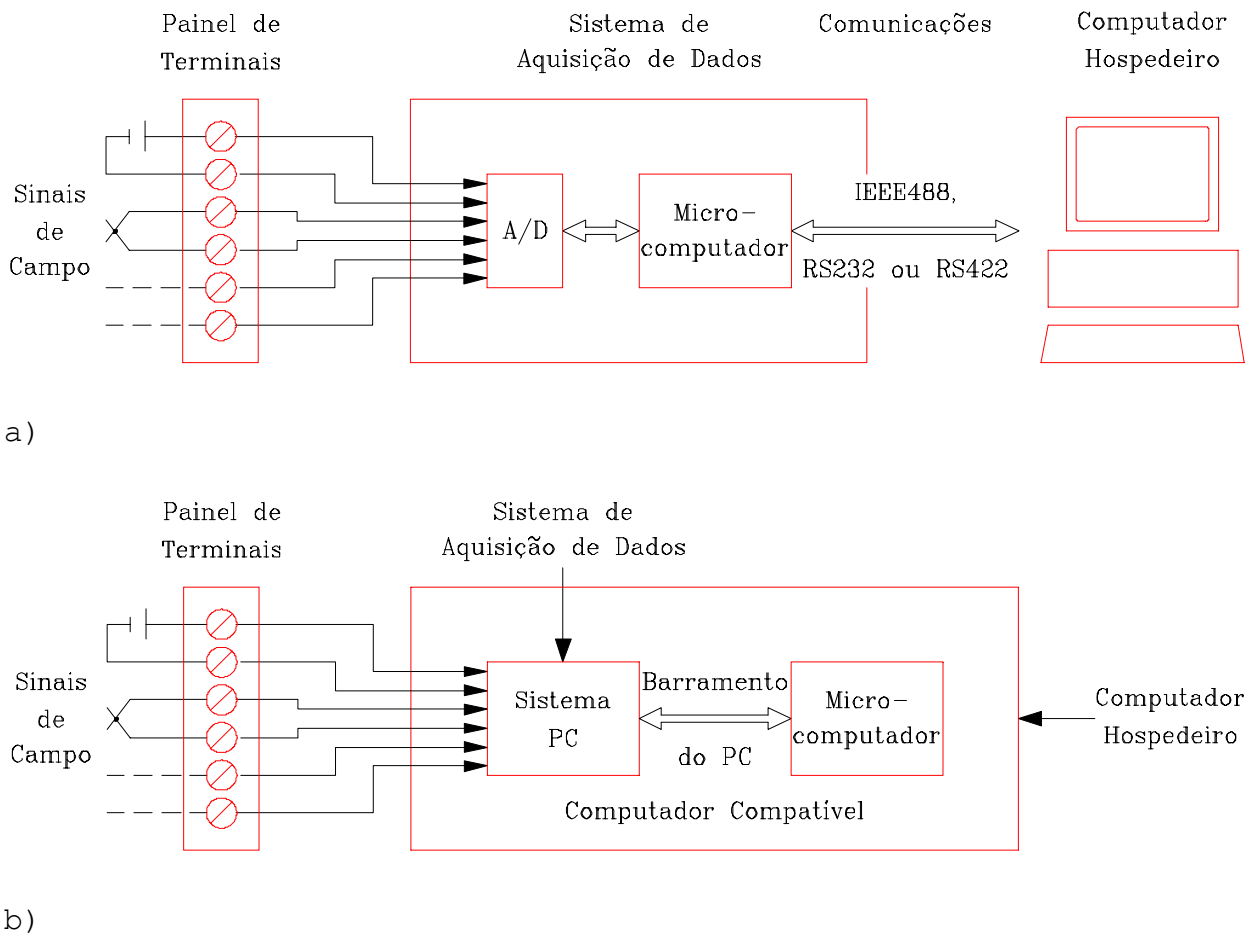 Painel de
Terminais
Sistema de
Aquisição de Dados
Comunicações
Computador
Hospedeiro
Sinais
de
Campo
A/D
Micro-
computador
IEEE488,
RS232 ou RS422
a)
Painel de
Terminais
Sistema de
Aquisição de Dados
Sinais
de
Campo
Sistema
PC
Barramento
do PC
Micro-
computador
Computador
Hospedeiro
Computador Compatível
b)